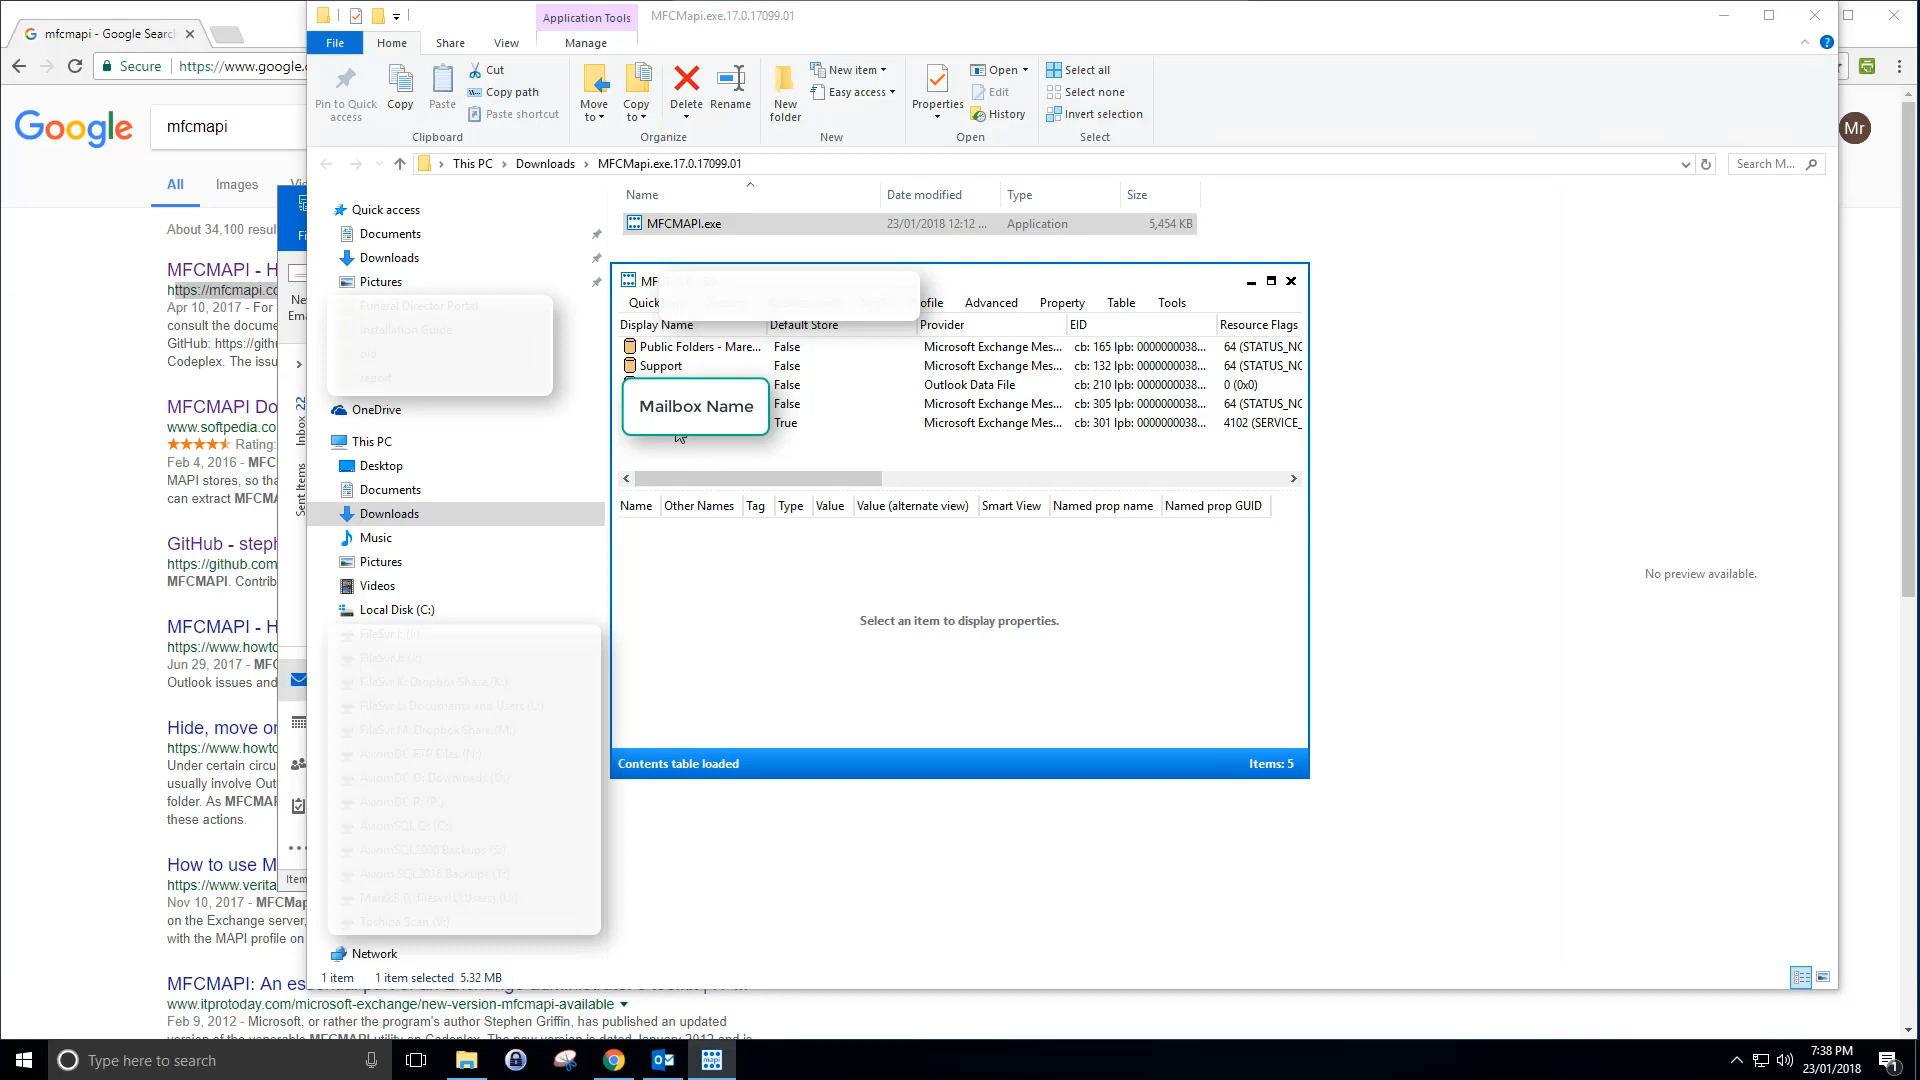 mfcmapi - Google Search
Secure
https://www.google.c
Google
mfcmapi
All
Images
About 34,100 resul
MFCMAPI - H
https://mfcmapi.co
Apr 10, 2017 - For
consult the docume
GitHub: https://githu
Codeplex. The issu
MFCMAPI Do
www.softpedia.co
Rating:
Feb 4, 2016 - MFC
MAPI stores, so tha
can extract MFCMA
GitHub - steph
https://github.com
MFCMAPI. Contrib
MFCMAPI - H
https://www.howto
Jun 29, 2017 - MFC
Outlook issues and
Hide, move or
https://www.howto
Under certain circu
usually involve Out
folder. As MFCMAP
these actions.
How to use M
https://www.verita
Nov 10, 2017 - MFCMap
on the Exchange server,
with the MAPI profile on
MFCMAPI: An
www.itprotoday.com/microsoft-exchange/new-version-mfcmapi-available
Feb 9, 2012 - Microsoft, or rather the program's author Stephen Griffin, has published an updated
Inbox 22
Sent Items
Application Tools
MFCMapi.exe.17.0.17099.01
File
Home
Share
View
Manage
Pin to Quick access
Copy
Paste
Cut
Copy path
Paste shortcut
Clipboard
Move to
Copy to
Delete
Rename
Organize
New folder
New item
Easy access
New
Properties
Open
Edit
History
Open
Select all
Select none
Invert selection
Select
This PC
Downloads
MFCMapi.exe.17.0.17099.01
Search M...
Mr
Quick access
Documents
Downloads
Pictures
Funeral Director Portal
Installation Guide
old
report
OneDrive
This PC
Desktop
Documents
Downloads
Music
Pictures
Videos
Local Disk (C:)
Network
1 item
1 item selected 5.32 MB
Name
Date modified
Type
Size
MFCMAPI.exe
23/01/2018 12:12 ...
Application
5,454 KB
No preview available.
MF
Quick
ofile
Advanced
Property
Table
Tools
Display Name
Default Store
Provider
EID
Resource Flags
Public Folders - Mare...
False
Microsoft Exchange Mes...
cb: 165 lpb: 0000000038...
64 (STATUS_NC
Support
False
Microsoft Exchange Mes...
cb: 132 lpb: 0000000038...
64 (STATUS_NC
False
Outlook Data File
cb: 210 lpb: 0000000038...
0 (0x0)
Mailbox Name
False
Microsoft Exchange Mes...
cb: 305 lpb: 0000000038...
64 (STATUS_NC
True
Microsoft Exchange Mes...
cb: 301 lpb: 0000000038...
4102 (SERVICE_
Name
Other Names
Tag
Type
Value
Value (alternate view)
Smart View
Named prop name
Named prop GUID
Select an item to display properties.
Contents table loaded
Items: 5
Type here to search
7:38 PM
23/01/2018